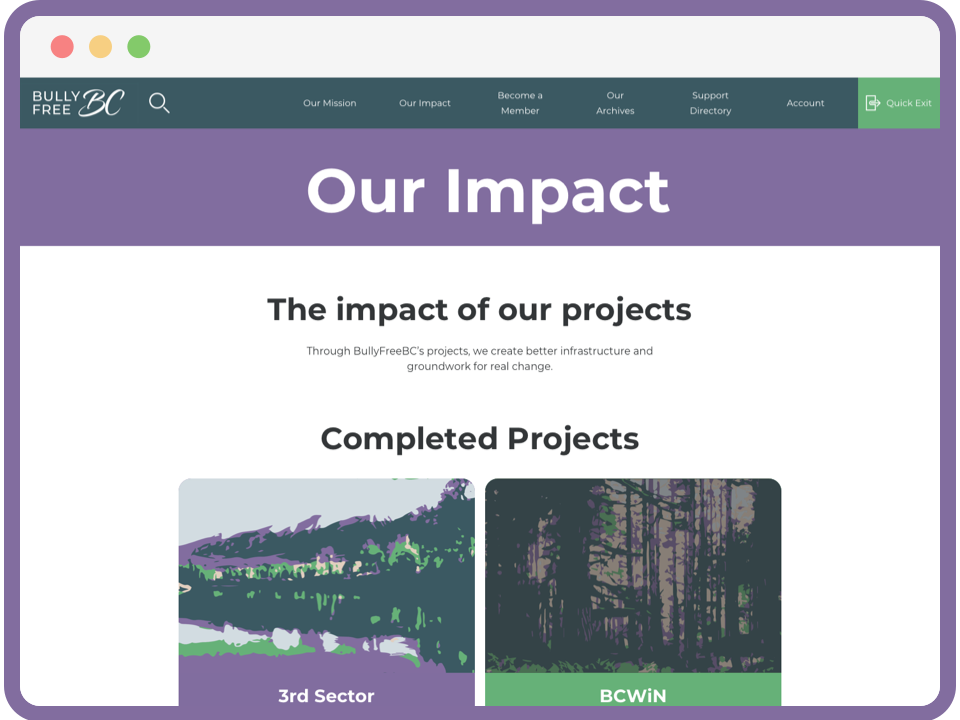 BULLY
FREE BC
Our Mission
Our Impact
Become a
Member
Our
Archives
Support
Directory
Account
Quick Exit
Our Impact
The impact of our projects
Through BullyFreeBC’s projects, we create better infrastructure and
groundwork for real change.
Completed Projects
3rd Sector
BCWiN